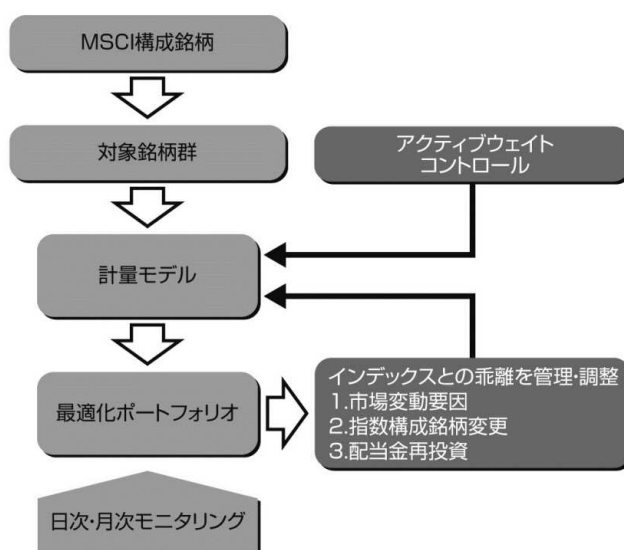 MSCI構成銘柄
対象銘柄群
アクティブウェイト
コントロール
計量モデル
最適化ポートフォリオ
インデックスとの乖離を管理・調整
1.市場変動要因
2.指数構成銘柄変更
3.配当金再投資
日次・月次モニタリング